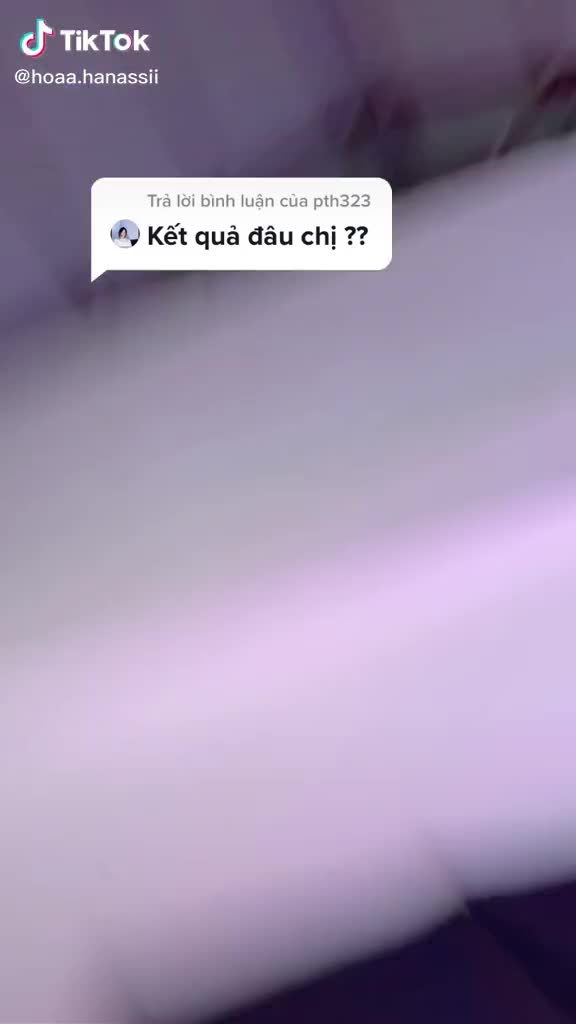 TikTok
@hoaa.hanassii
Trả lời bình luận của pth323
Kết quả đâu chị ??